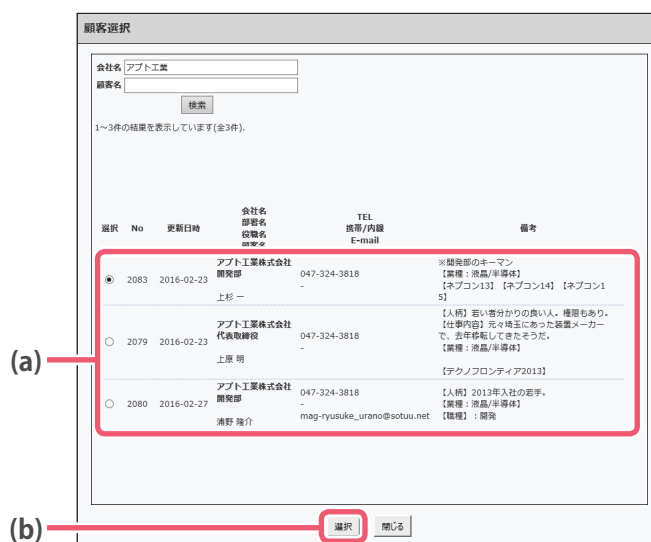 顧客選択
会社名 アプト工業
顧客名
検索
1～3件の結果を表示しています(全3件).
選択 No 更新日時 会社名 部署名 役職名 顧客名 TEL 携帯/内線 E-mail 備考
アプト工業株式会社
開発部
上杉 一
2083 2016-02-23
047-324-3818
-
※開発部のキーマン
【業種：液晶/半導体】
【ネプコン13】【ネプコン14】【ネプコン1
5】
アプト工業株式会社
代表取締役
上原 明
2079 2016-02-23
047-324-3818
-
【人柄】若い者分かりの良い人。権限もあり。
【仕事内容】元々埼玉にあった装置メーカー
で、去年移転してきたそうだ。
【業種：液晶/半導体】
【テクノフロンティア2013】
(a)
アプト工業株式会社
開発部
浦野 隆介
2080 2016-02-27
047-324-3818
-
mag-ryusuke_urano@sotuu.net
【人柄】2013年入社の若手。
【業種：液晶/半導体】
【職種】：開発
(b)
選択 閉じる